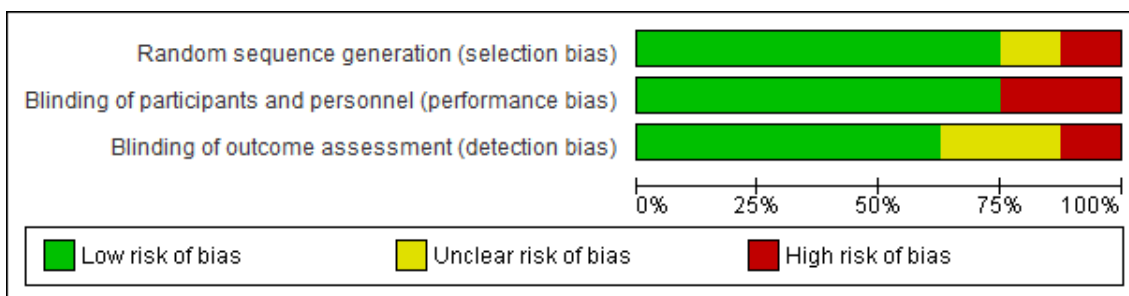 Random sequence generation (selection bias)
Blinding of participants and personnel (performance bias)
Blinding of outcome assessment (detection bias)
0% 25% 50% 75% 100%
Low risk of bias Unclear risk of bias High risk of bias